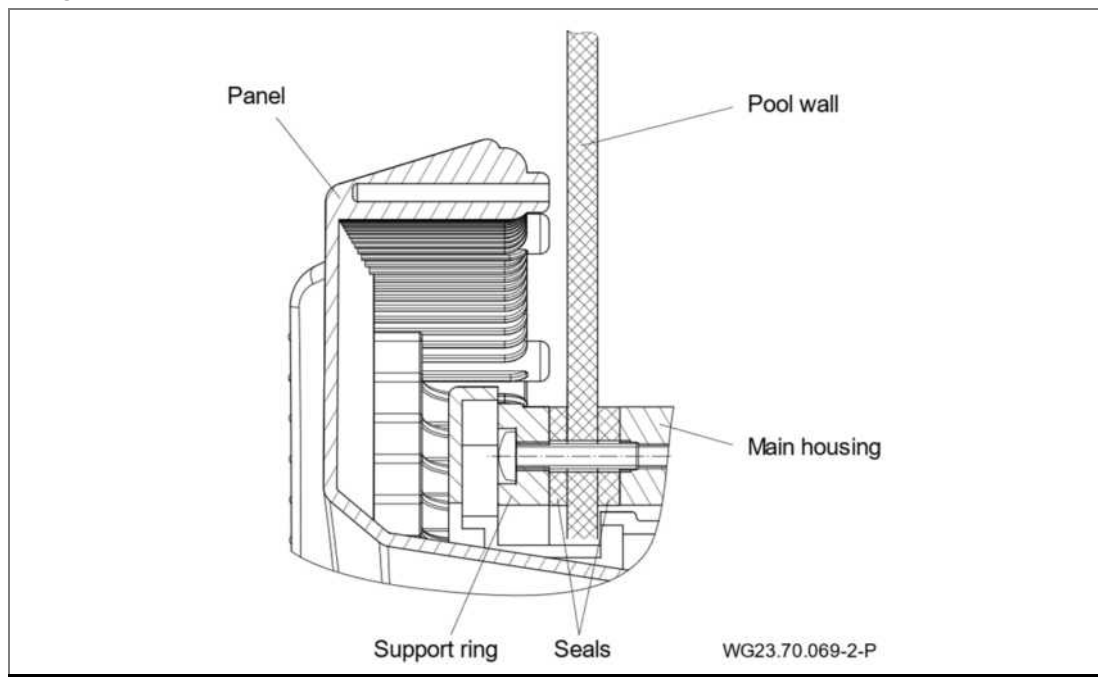 Panel
Pool wall
Main housing
Support ring
Seals
WG23.70.069-2-P